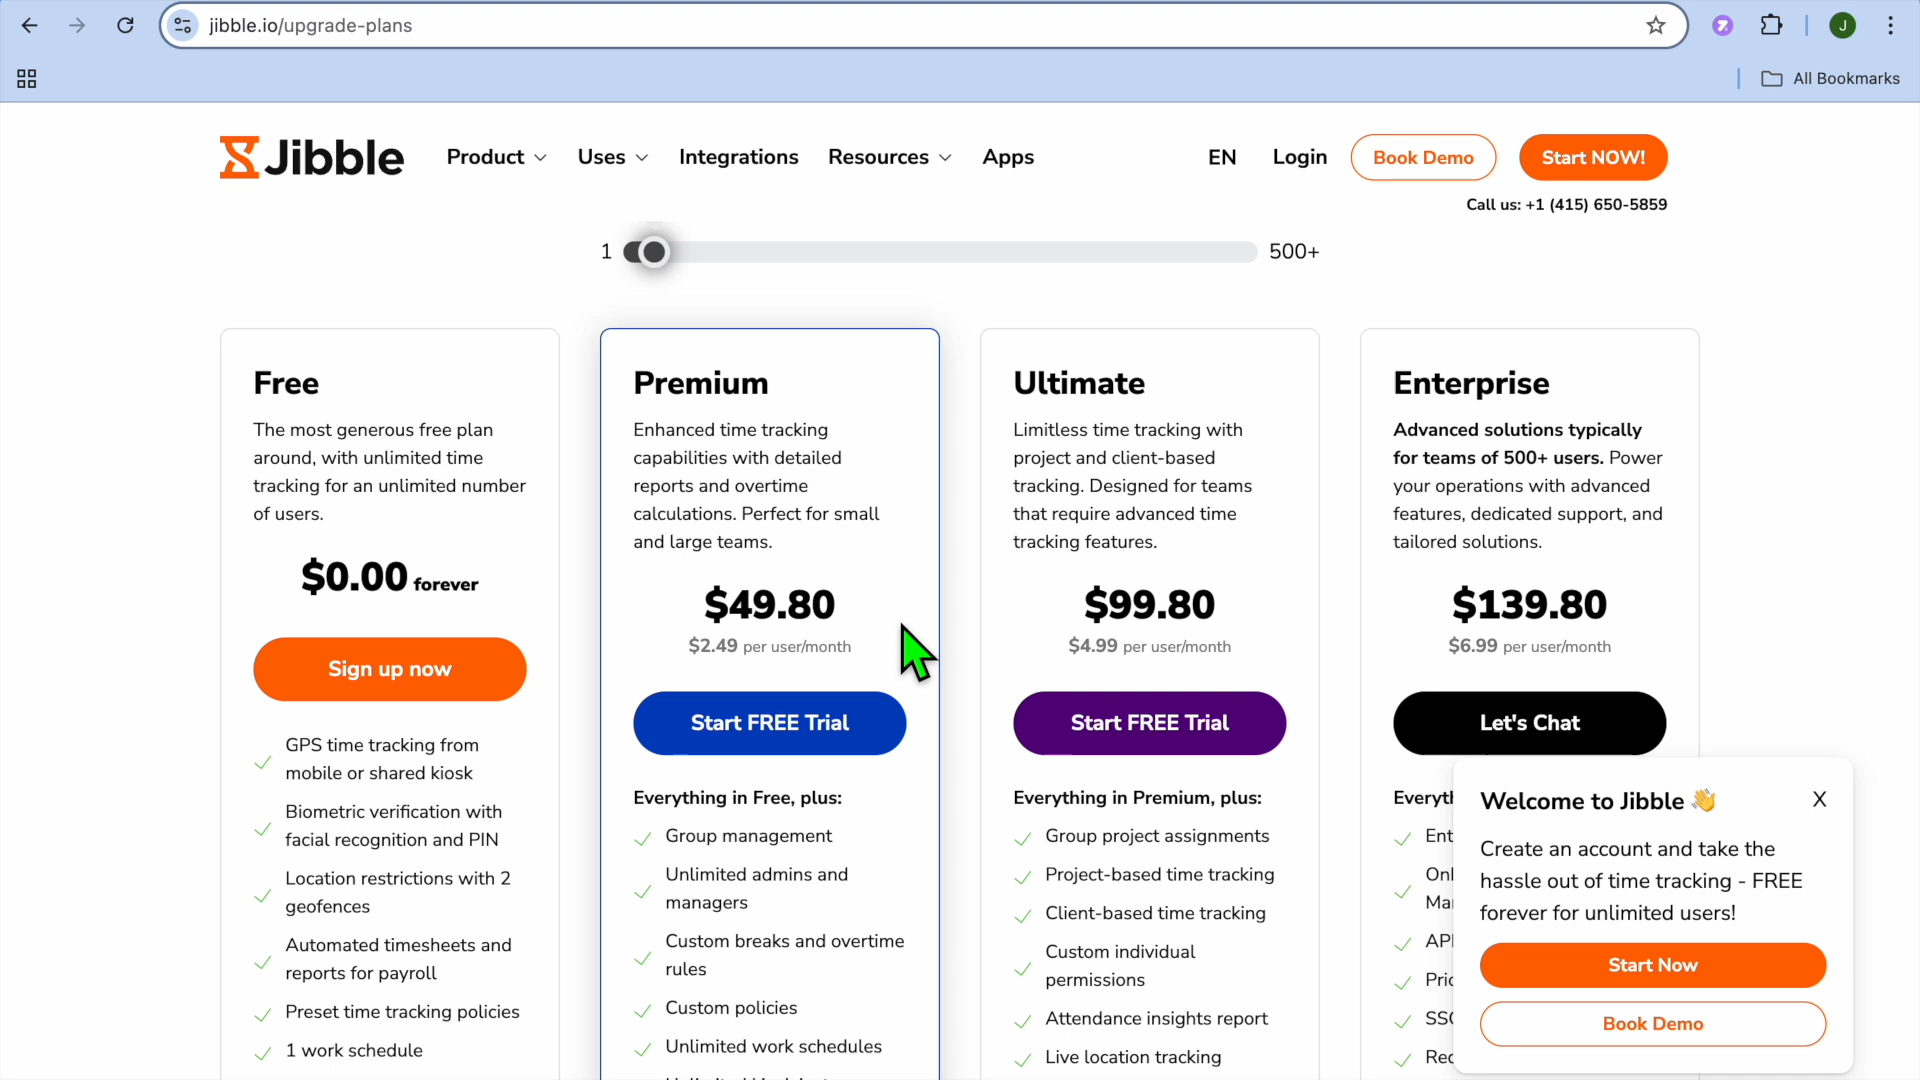 jibble.io/upgrade-plans
J
All Bookmarks
Jibble
Product
Uses
Integrations
Resources
Apps
EN
Login
Book Demo
Start NOW!
Call us: +1 (415) 650-5859
1
500+
Free
The most generous free plan
around, with unlimited time
tracking for an unlimited number
of users.
$0.00 forever
Sign up now
GPS time tracking from
mobile or shared kiosk
Biometric verification with
facial recognition and PIN
Location restrictions with 2
geofences
Automated timesheets and
reports for payroll
Preset time tracking policies
1 work schedule
Premium
Enhanced time tracking
capabilities with detailed
reports and overtime
calculations. Perfect for small
and large teams.
$49.80
$2.49 per user/month
Start FREE Trial
Everything in Free, plus:
Group management
Unlimited admins and
managers
Custom breaks and overtime
rules
Custom policies
Unlimited work schedules
Ultimate
Limitless time tracking with
project and client-based
tracking. Designed for teams
that require advanced time
tracking features.
$99.80
$4.99 per user/month
Start FREE Trial
Everything in Premium, plus:
Group project assignments
Project-based time tracking
Client-based time tracking
Custom individual
permissions
Attendance insights report
Live location tracking
Enterprise
Advanced solutions typically
for teams of 500+ users. Power
your operations with advanced
features, dedicated support, and
tailored solutions.
$139.80
$6.99 per user/month
Let's Chat
Welcome to Jibble 👋
X
Create an account and take the
hassle out of time tracking - FREE
forever for unlimited users!
Start Now
Book Demo